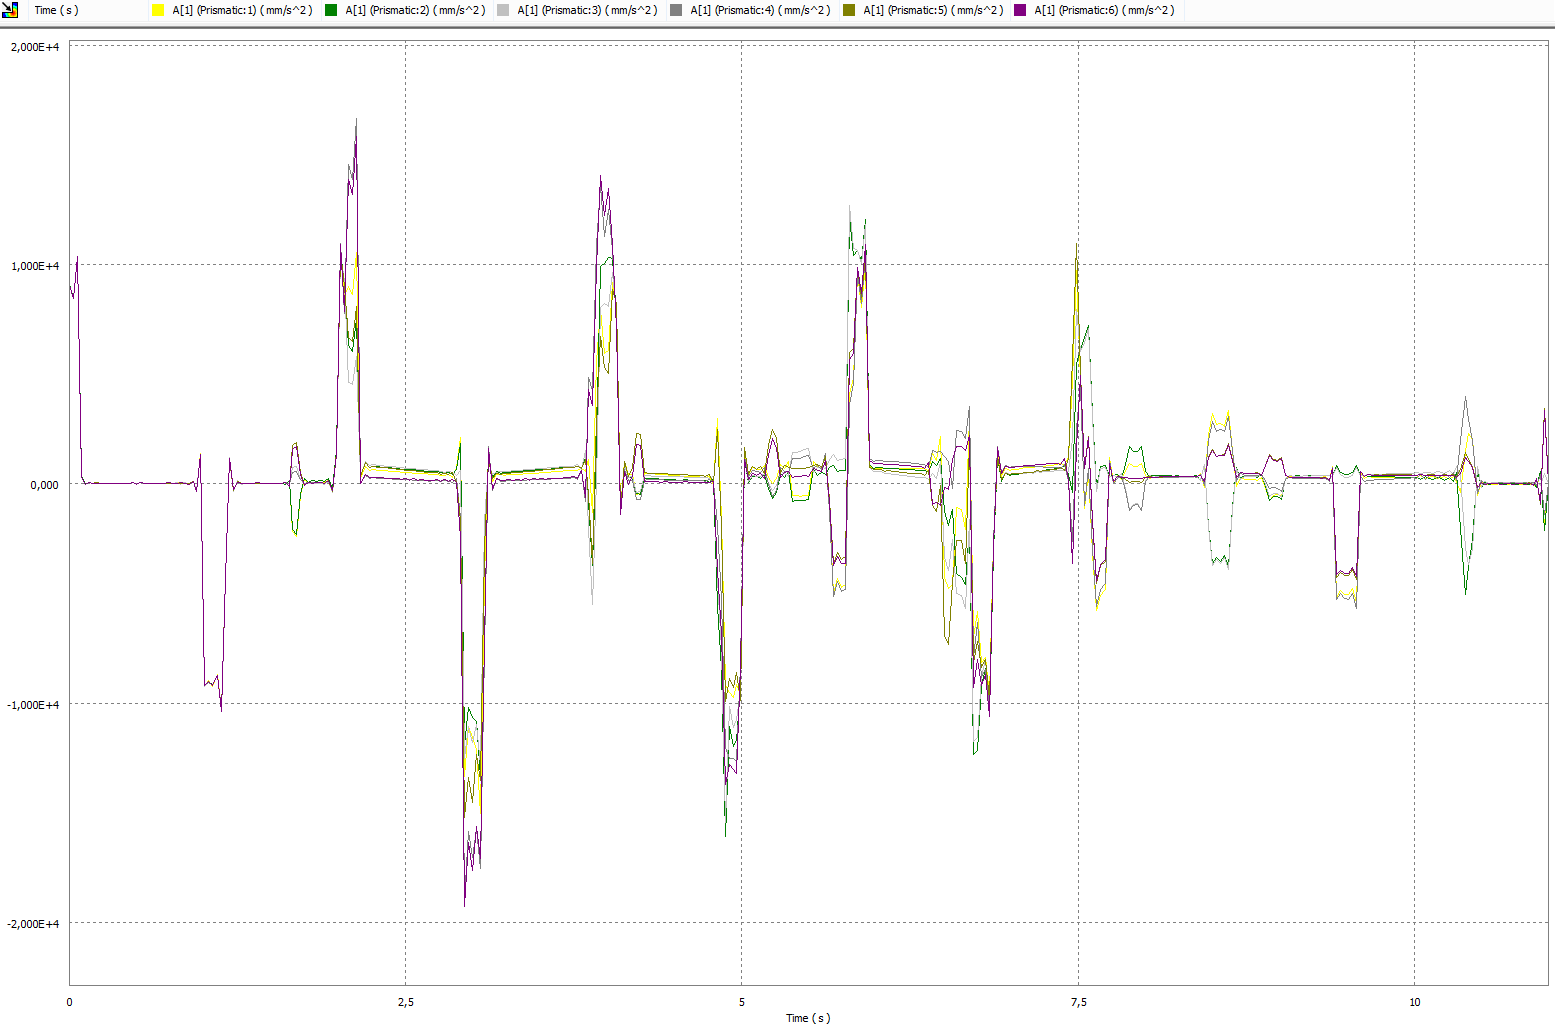 Time ( s ) A[1] (Prismatic:1) ( mm/s^2 ) A[1] (Prismatic:2) ( mm/s^2 ) A[1] (Prismatic:3) ( mm/s^2 ) A[1] (Prismatic:4) ( mm/s^2 ) A[1] (Prismatic:5) ( mm/s^2 ) A[1] (Prismatic:6) ( mm/s^2 )
2,000E+4
1,000E+4
0,000
-1,000E+4
-2,000E+4
0 2,5 5 7,5 10
Time ( s )